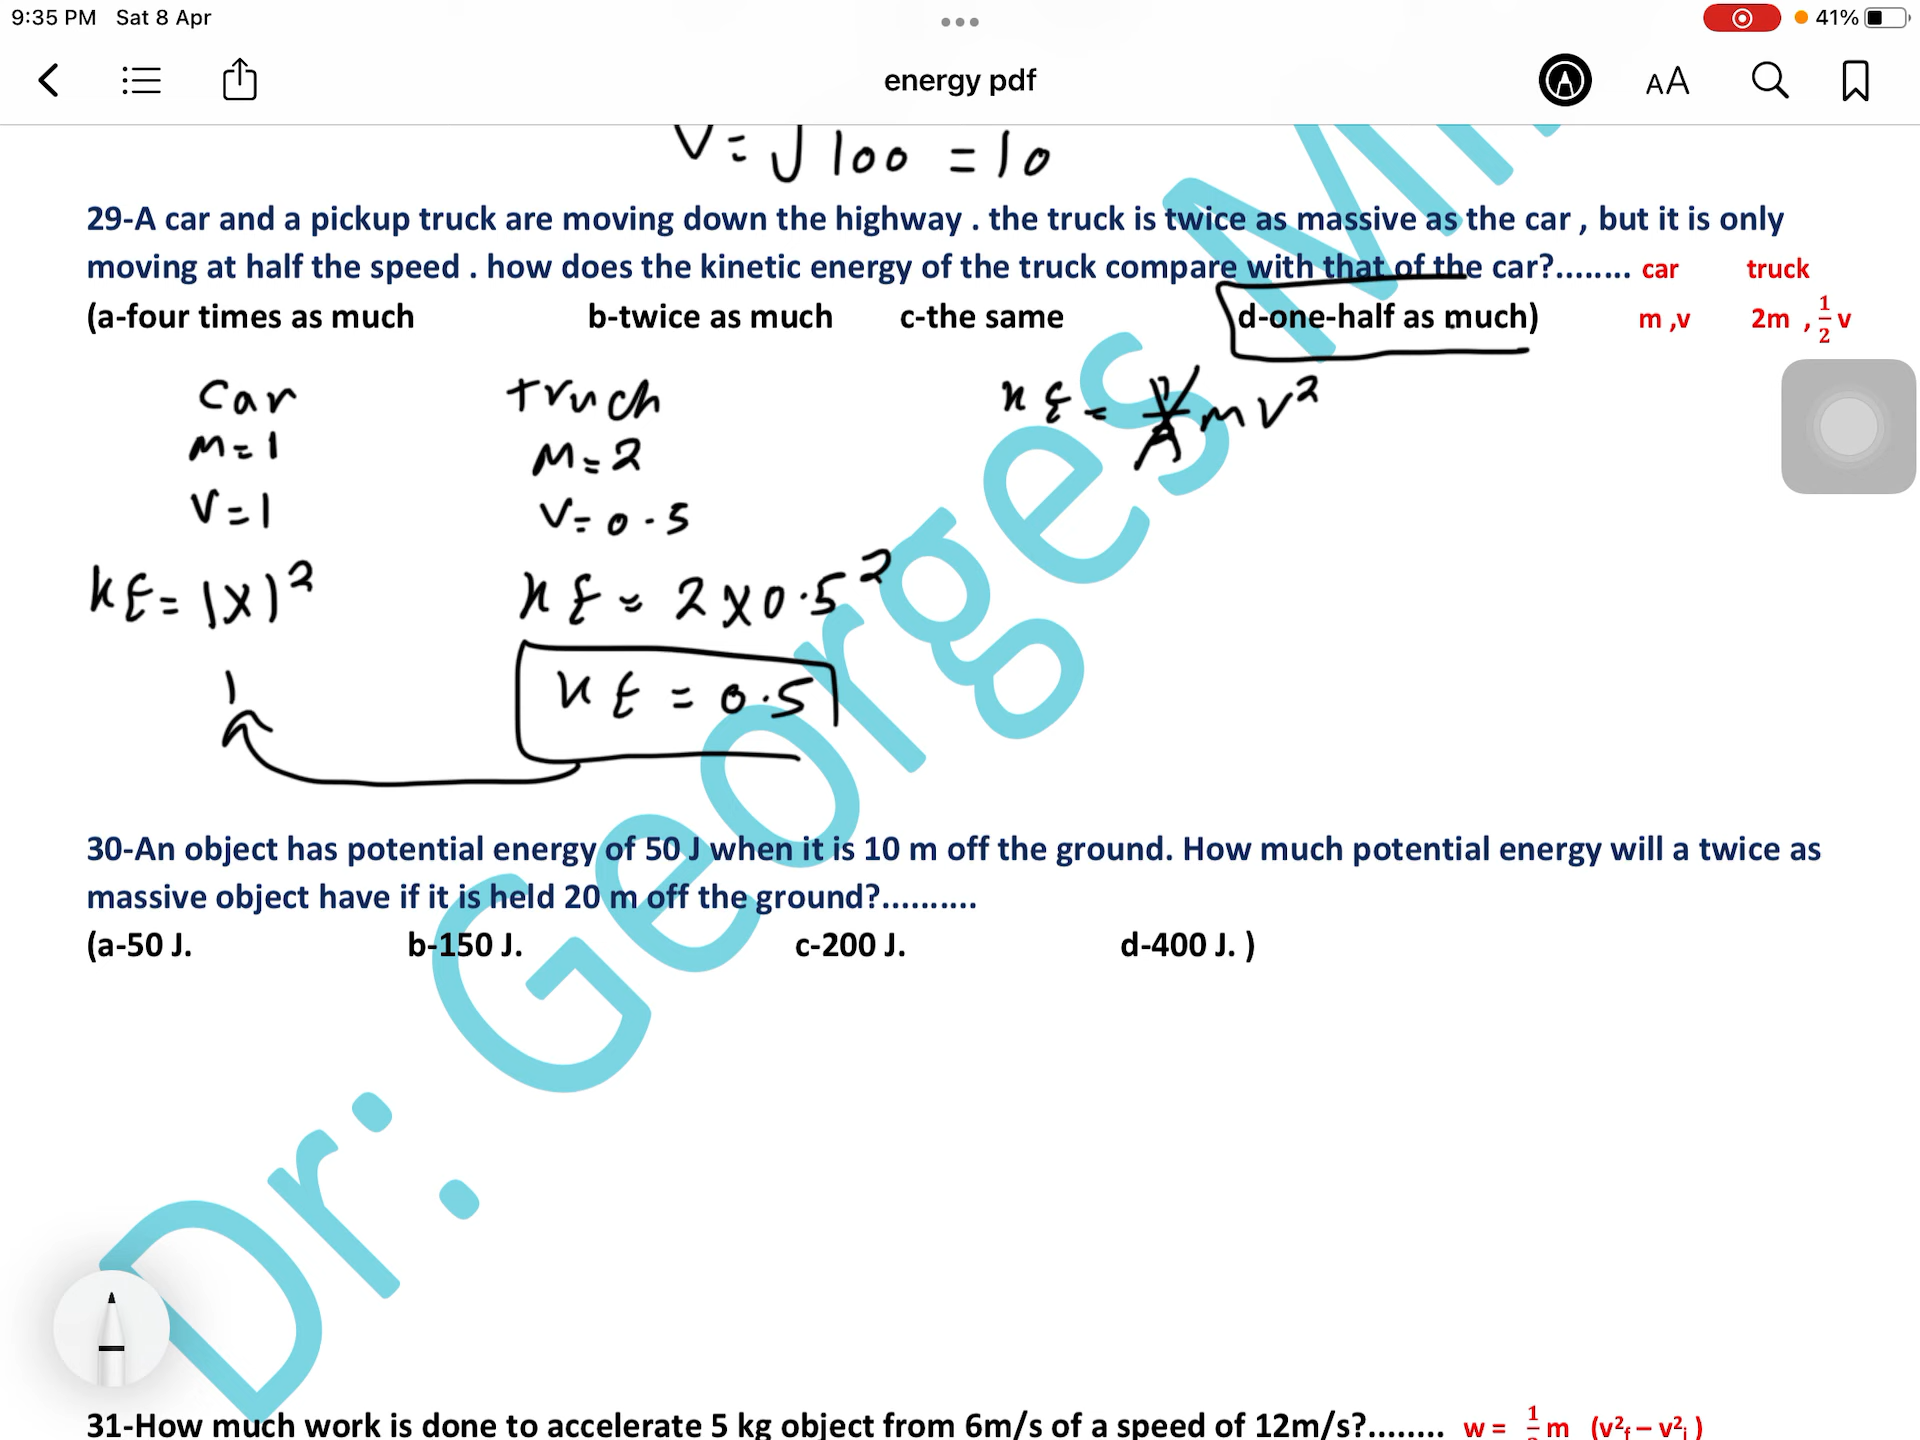 9:35 PM Sat 8 Apr
41%
energy pdf
AA
V = √100 = 10
29-A car and a pickup truck are moving down the highway . the truck is twice as massive as the car , but it is only
moving at half the speed . how does the kinetic energy of the truck compare with that of the car?........ car truck
(a-four times as much b-twice as much c-the same d-one-half as much) m ,v 2m , 1/2 v
Car
M=1
V=1
KE= 1x1²
1
truch
M=2
V=0.5
KE = 2x0.5²
KE = 0.5
KE = 1/2 mv²
30-An object has potential energy of 50 J when it is 10 m off the ground. How much potential energy will a twice as
massive object have if it is held 20 m off the ground?..........
(a-50 J. b-150 J. c-200 J. d-400 J. )
31-How much work is done to accelerate 5 kg object from 6m/s of a speed of 12m/s?........ w = 1/2 m (v²f – v²i )
Dr: Georges M